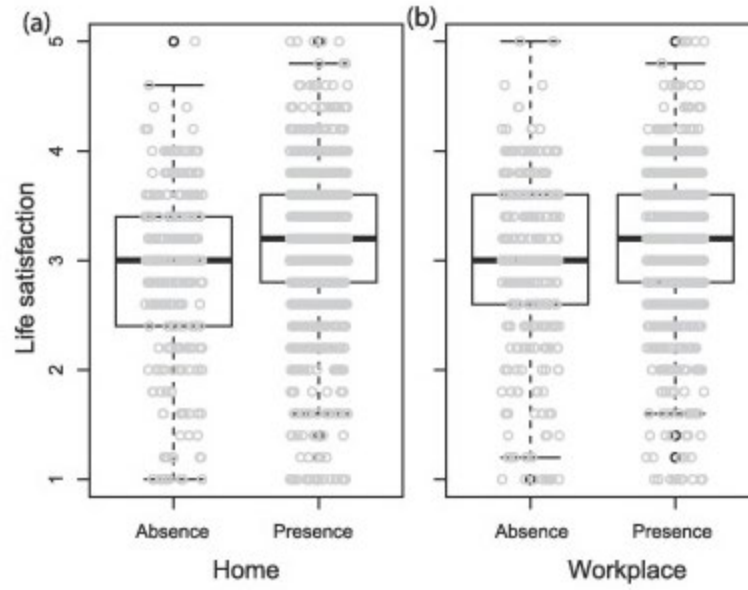 (a)
(b)
Life satisfaction
5
4
3
2
1
Absence Presence Absence Presence
Home Workplace